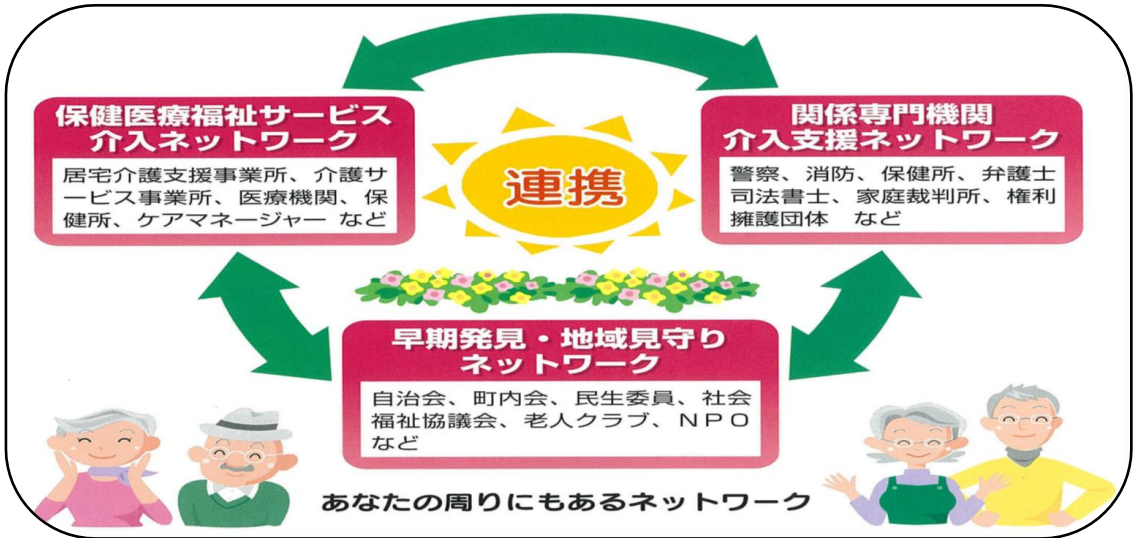 保健医療福祉サービス
介入ネットワーク
居宅介護支援事業所、介護サ
ービス事業所、医療機関、保
健所、ケアマネージャー など
関係専門機関
介入支援ネットワーク
警察、消防、保健所、弁護士
司法書士、家庭裁判所、権利
擁護団体 など
連携
早期発見・地域見守り
ネットワーク
自治会、町内会、民生委員、社会
福祉協議会、老人クラブ、ＮＰＯ
など
あなたの周りにもあるネットワーク